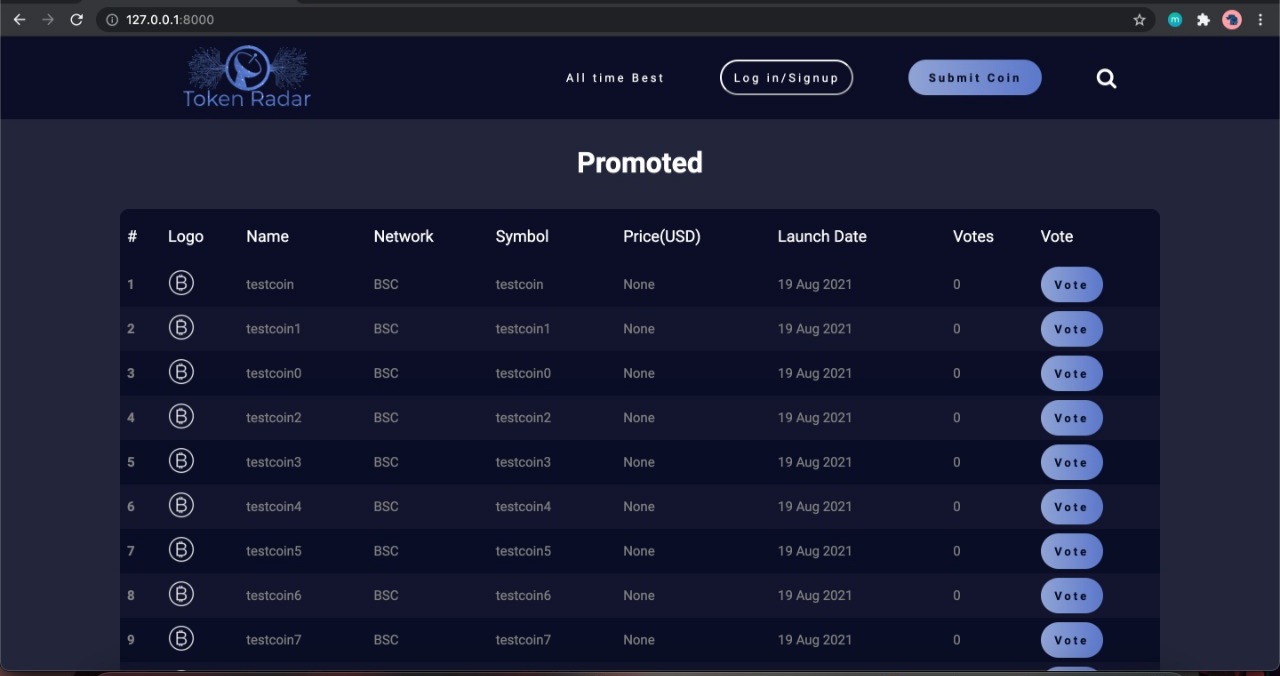 127.0.0.1:8000
m
Token Radar
All time Best
Log in/Signup
Submit Coin
Promoted
# Logo Name Network Symbol Price(USD) Launch Date Votes Vote
1 testcoin BSC testcoin None 19 Aug 2021 0 Vote
2 testcoin1 BSC testcoin1 None 19 Aug 2021 0 Vote
3 testcoin0 BSC testcoin0 None 19 Aug 2021 0 Vote
4 testcoin2 BSC testcoin2 None 19 Aug 2021 0 Vote
5 testcoin3 BSC testcoin3 None 19 Aug 2021 0 Vote
6 testcoin4 BSC testcoin4 None 19 Aug 2021 0 Vote
7 testcoin5 BSC testcoin5 None 19 Aug 2021 0 Vote
8 testcoin6 BSC testcoin6 None 19 Aug 2021 0 Vote
9 testcoin7 BSC testcoin7 None 19 Aug 2021 0 Vote